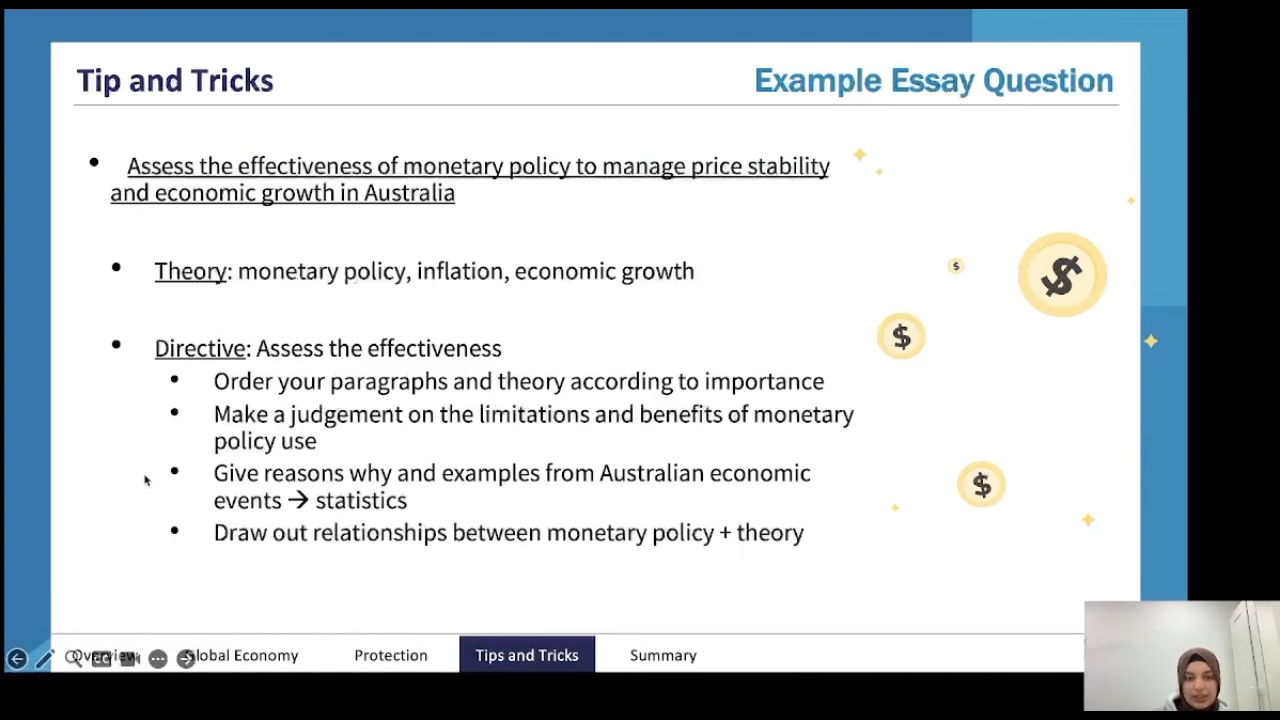 Tip and Tricks
Example Essay Question
• Assess the effectiveness of monetary policy to manage price stability
and economic growth in Australia
• Theory: monetary policy, inflation, economic growth
• Directive: Assess the effectiveness
• Order your paragraphs and theory according to importance
• Make a judgement on the limitations and benefits of monetary
policy use
• Give reasons why and examples from Australian economic
events → statistics
• Draw out relationships between monetary policy + theory
$
$
$
$
Overview
Global Economy
Protection
Tips and Tricks
Summary